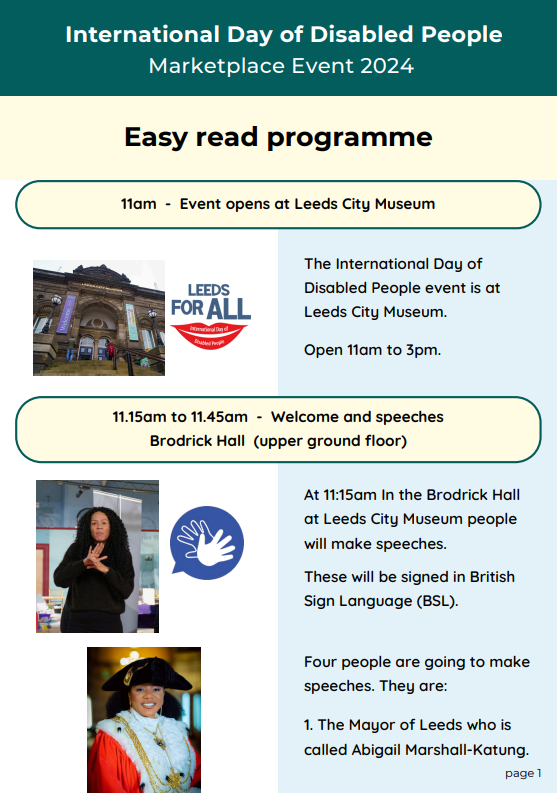 International Day of Disabled People
Marketplace Event 2024
Easy read programme
11am - Event opens at Leeds City Museum
LEEDS
FOR ALL
International Day of
Disabled People
The International Day of
Disabled People event is at
Leeds City Museum.
Open 11am to 3pm.
11.15am to 11.45am - Welcome and speeches
Brodrick Hall (upper ground floor)
At 11:15am In the Brodrick Hall
at Leeds City Museum people
will make speeches.
These will be signed in British
Sign Language (BSL).
Four people are going to make
speeches. They are:
1. The Mayor of Leeds who is
called Abigail Marshall-Katung.
page 1